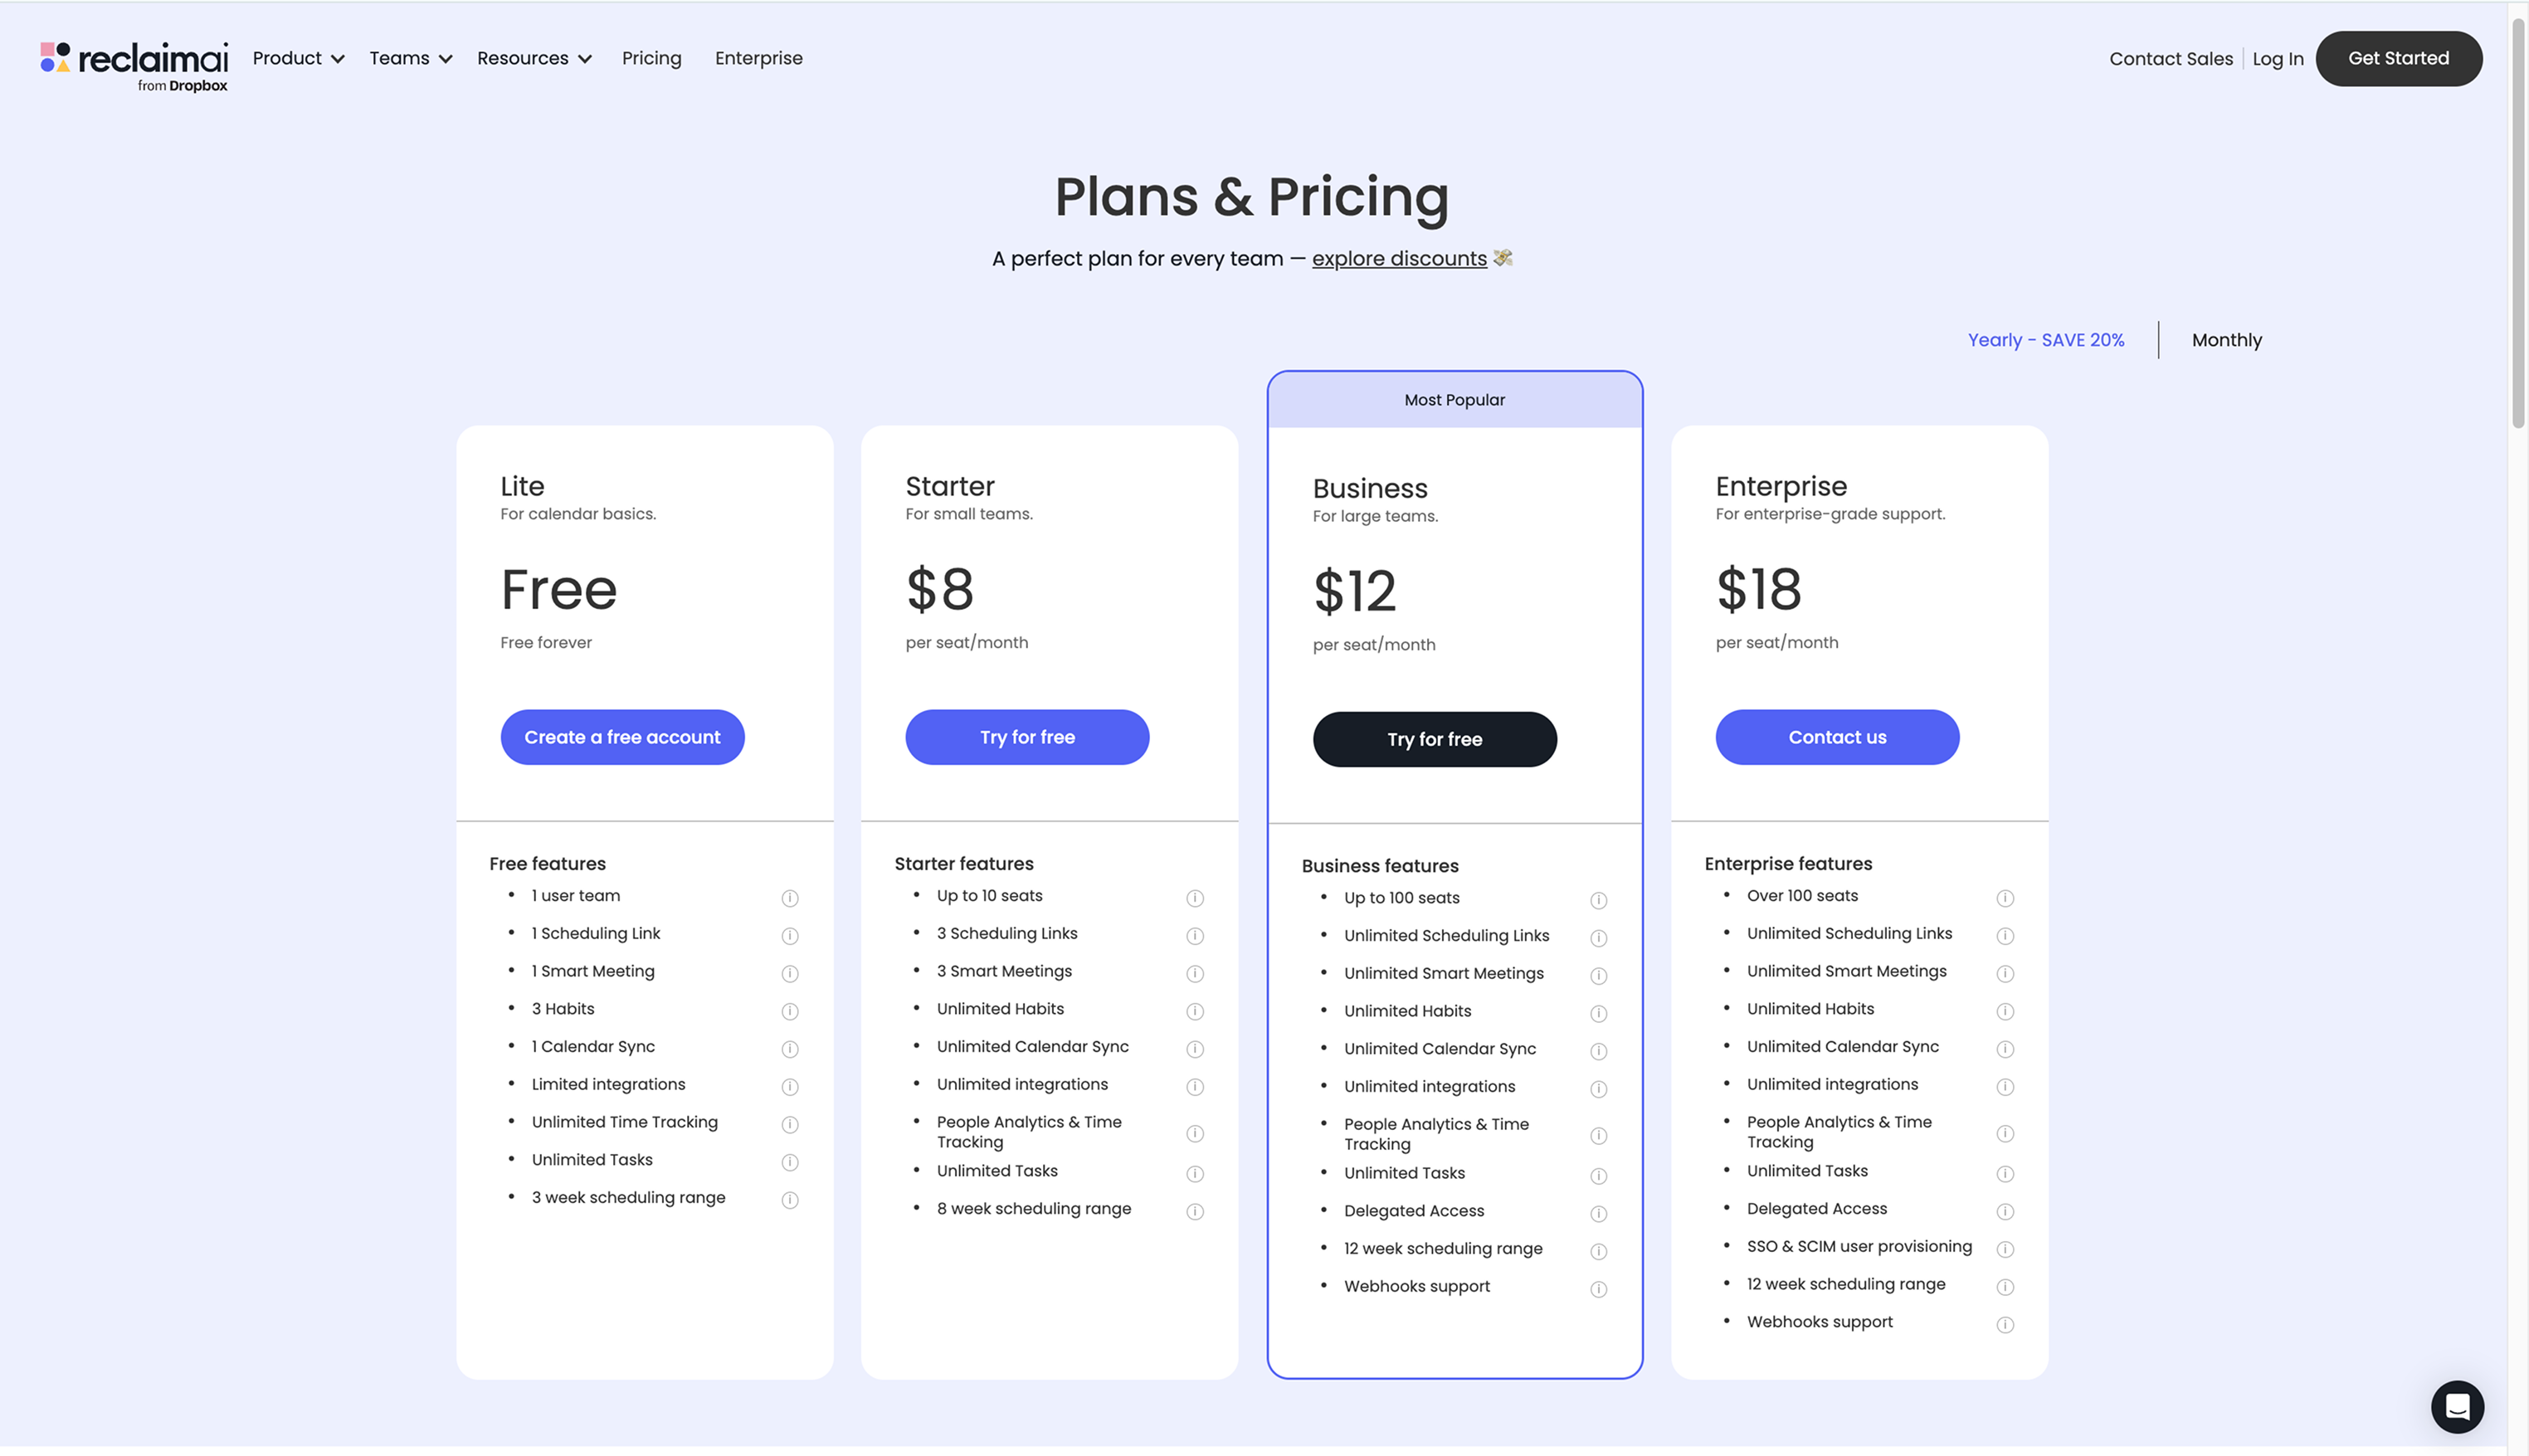 reclaimai
from Dropbox
Product
Teams
Resources
Pricing
Enterprise
Contact Sales
Log In
Get Started
Plans & Pricing
A perfect plan for every team — explore discounts 💸
Yearly - SAVE 20%
Monthly
Lite
For calendar basics.
Free
Free forever
Create a free account
Free features
• 1 user team
• 1 Scheduling Link
• 1 Smart Meeting
• 3 Habits
• 1 Calendar Sync
• Limited integrations
• Unlimited Time Tracking
• Unlimited Tasks
• 3 week scheduling range
Starter
For small teams.
$8
per seat/month
Try for free
Starter features
• Up to 10 seats
• 3 Scheduling Links
• 3 Smart Meetings
• Unlimited Habits
• Unlimited Calendar Sync
• Unlimited integrations
• People Analytics & Time
Tracking
• Unlimited Tasks
• 8 week scheduling range
Most Popular
Business
For large teams.
$12
per seat/month
Try for free
Business features
• Up to 100 seats
• Unlimited Scheduling Links
• Unlimited Smart Meetings
• Unlimited Habits
• Unlimited Calendar Sync
• Unlimited integrations
• People Analytics & Time
Tracking
• Unlimited Tasks
• Delegated Access
• 12 week scheduling range
• Webhooks support
Enterprise
For enterprise-grade support.
$18
per seat/month
Contact us
Enterprise features
• Over 100 seats
• Unlimited Scheduling Links
• Unlimited Smart Meetings
• Unlimited Habits
• Unlimited Calendar Sync
• Unlimited integrations
• People Analytics & Time
Tracking
• Unlimited Tasks
• Delegated Access
• SSO & SCIM user provisioning
• 12 week scheduling range
• Webhooks support